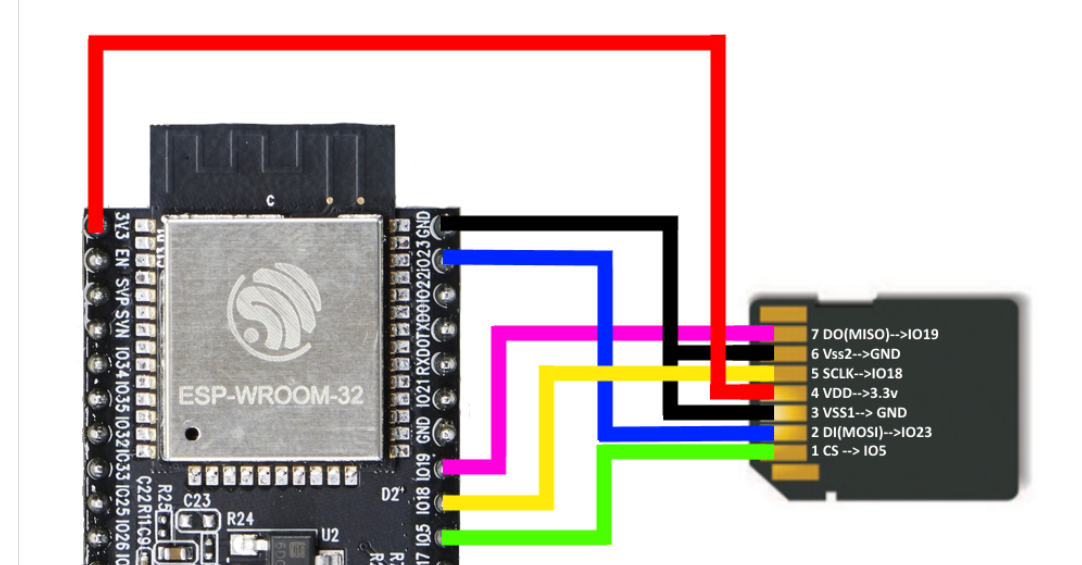 C
3V3
EN
SVP
SVN
IO34
IO35
IO32
IO33
IO25
IO26
GND
IO23
IO22
TXD0
RXD0
IO21
GND
IO19
IO18
IO5
17
ESP-WROOM-32
D2
C22
R11
C9
R25
C23
R24
U2
7 DO(MISO)-->IO19
6 Vss2-->GND
5 SCLK-->IO18
4 VDD-->3.3v
3 VSS1--> GND
2 DI(MOSI)-->IO23
1 CS --> IO5